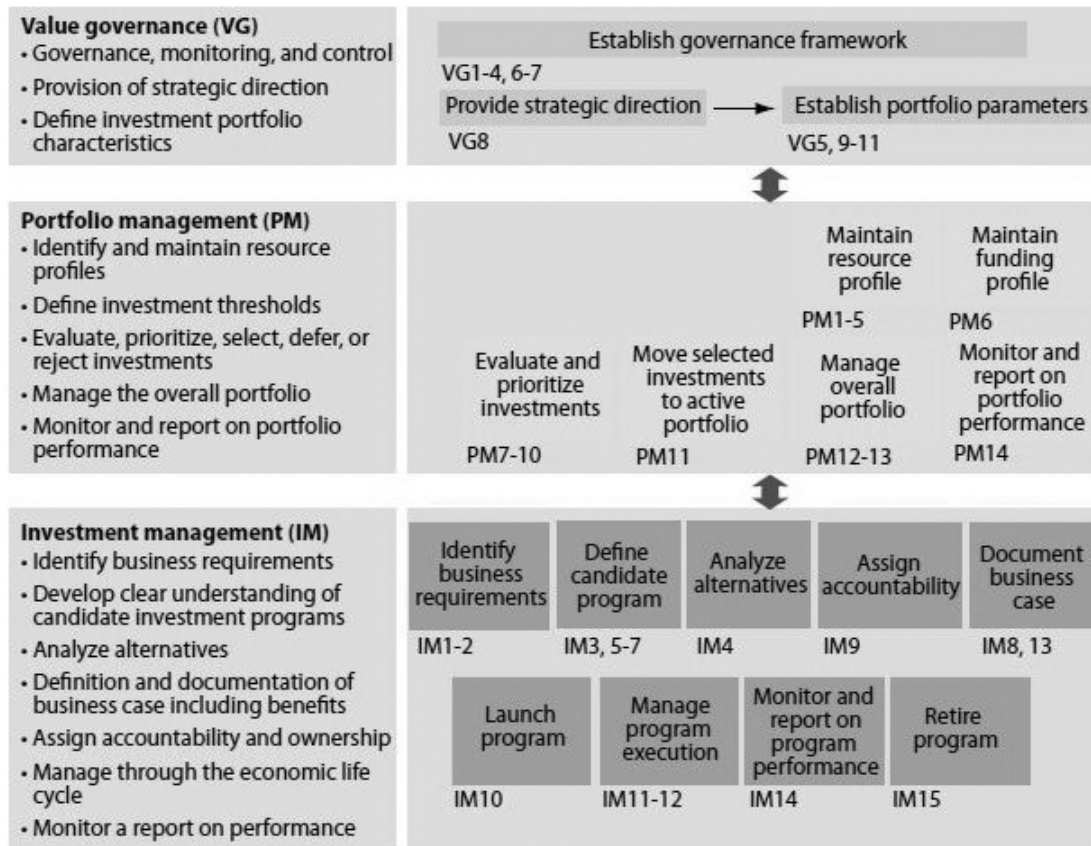 Value governance (VG)
• Governance, monitoring, and control
• Provision of strategic direction
• Define investment portfolio
characteristics
Establish governance framework
VG1-4, 6-7
Provide strategic direction
Establish portfolio parameters
VG8
VG5, 9-11
Portfolio management (PM)
• Identify and maintain resource
profiles
• Define investment thresholds
• Evaluate, prioritize, select, defer, or
reject investments
• Manage the overall portfolio
• Monitor and report on portfolio
performance
Maintain
resource
profile
PM1-5
Maintain
funding
profile
PM6
Evaluate and
prioritize
investments
PM7-10
Move selected
investments
to active
portfolio
PM11
Manage
overall
portfolio
PM12-13
Monitor and
report on
portfolio
performance
PM14
Investment management (IM)
• Identify business requirements
• Develop clear understanding of
candidate investment programs
• Analyze alternatives
• Definition and documentation of
business case including benefits
• Assign accountability and ownership
• Manage through the economic life
cycle
• Monitor a report on performance
Identify
business
requirements
IM1-2
Define
candidate
program
IM3, 5-7
Analyze
alternatives
IM4
Assign
accountability
IM9
Document
business
case
IM8, 13
Launch
program
IM10
Manage
program
execution
IM11-12
Monitor and
report on
program
performance
IM14
Retire
program
IM15